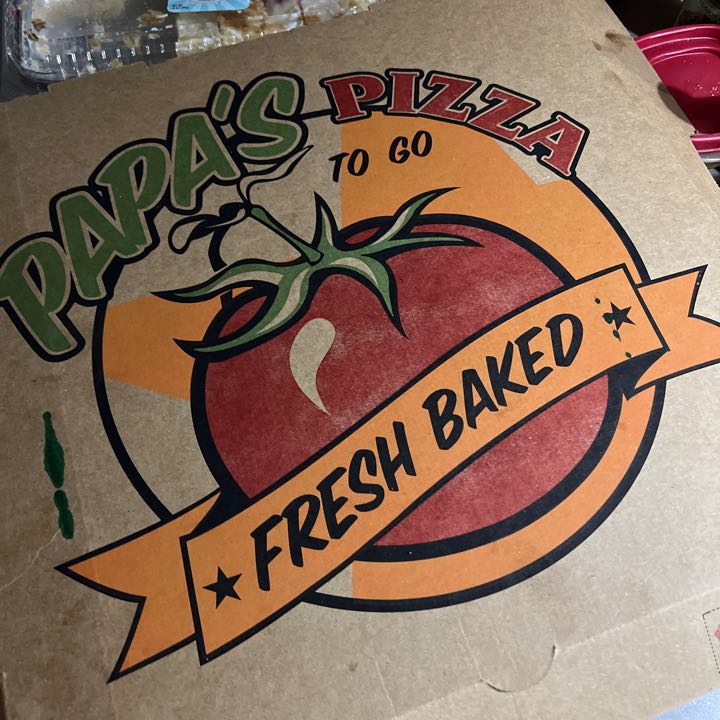 PAPA'S PIZZA
TO GO
FRESH BAKED